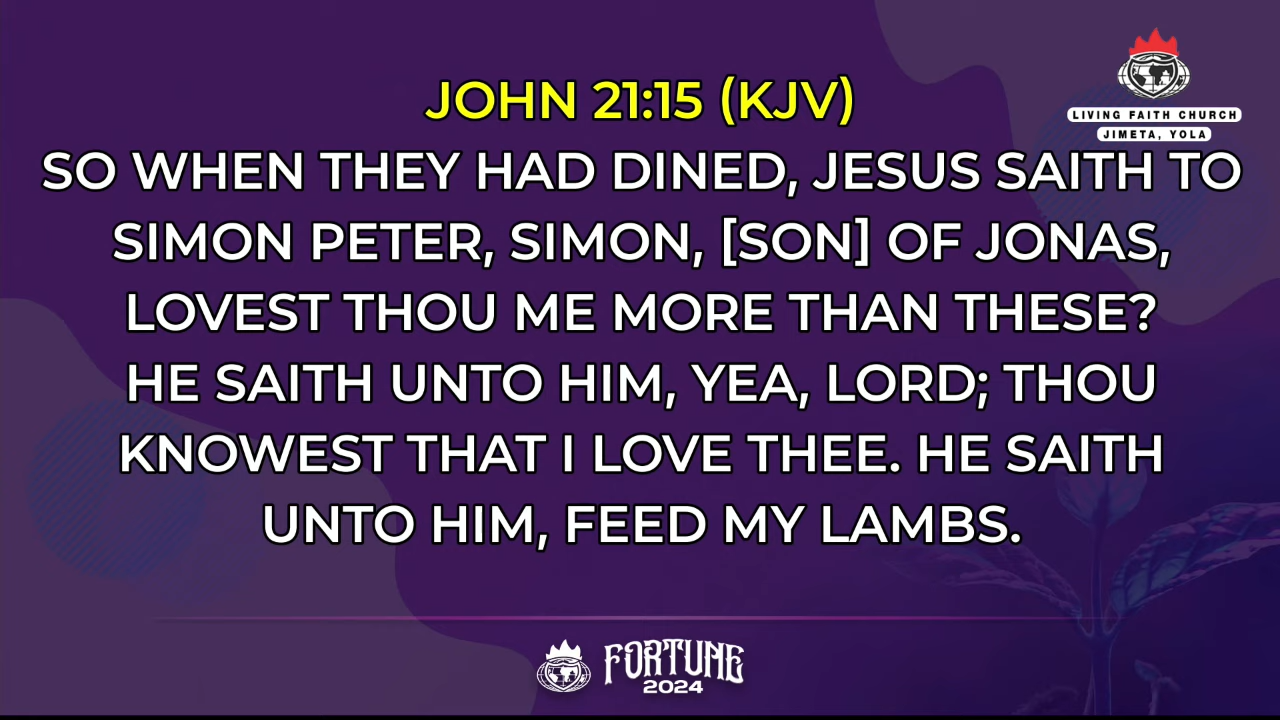 JOHN 21:15 (KJV)
LIVING FAITH CHURCH
JIMETA, YOLA
SO WHEN THEY HAD DINED, JESUS SAITH TO
SIMON PETER, SIMON, [SON] OF JONAS,
LOVEST THOU ME MORE THAN THESE?
HE SAITH UNTO HIM, YEA, LORD; THOU
KNOWEST THAT I LOVE THEE. HE SAITH
UNTO HIM, FEED MY LAMBS.
FORTUNE
2024